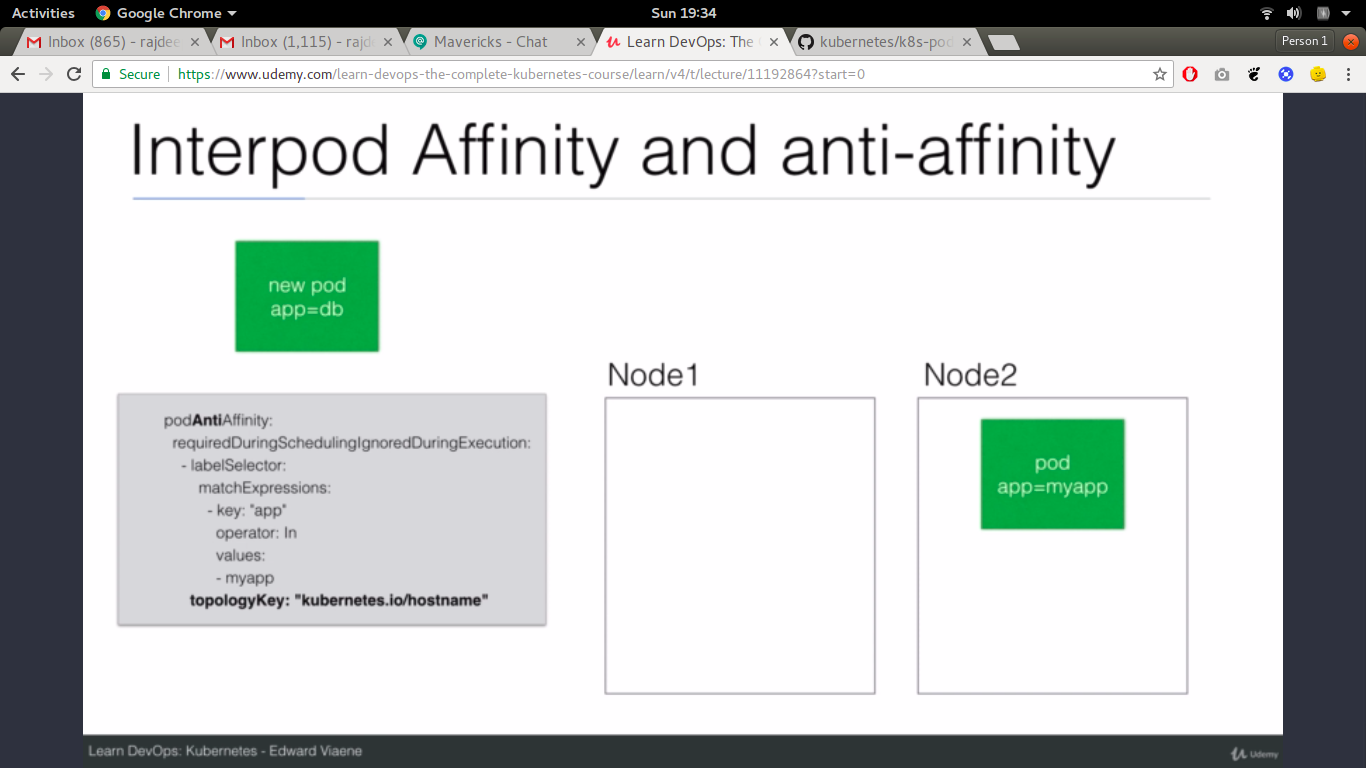 Activities
Google Chrome
Sun 19:34
Inbox (865) - rajdee
Inbox (1,115) - rajd
Mavericks - Chat
Learn DevOps: The C
kubernetes/k8s-pod
Person 1
Secure
https://www.udemy.com/learn-devops-the-complete-kubernetes-course/learn/v4/t/lecture/11192864?start=0
Interpod Affinity and anti-affinity
new pod
app=db
podAntiAffinity:
requiredDuringSchedulingIgnoredDuringExecution:
- labelSelector:
matchExpressions:
- key: "app"
operator: In
values:
- myapp
topologyKey: "kubernetes.io/hostname"
Node1
Node2
pod
app=myapp
Learn DevOps: Kubernetes - Edward Viaene
Udemy